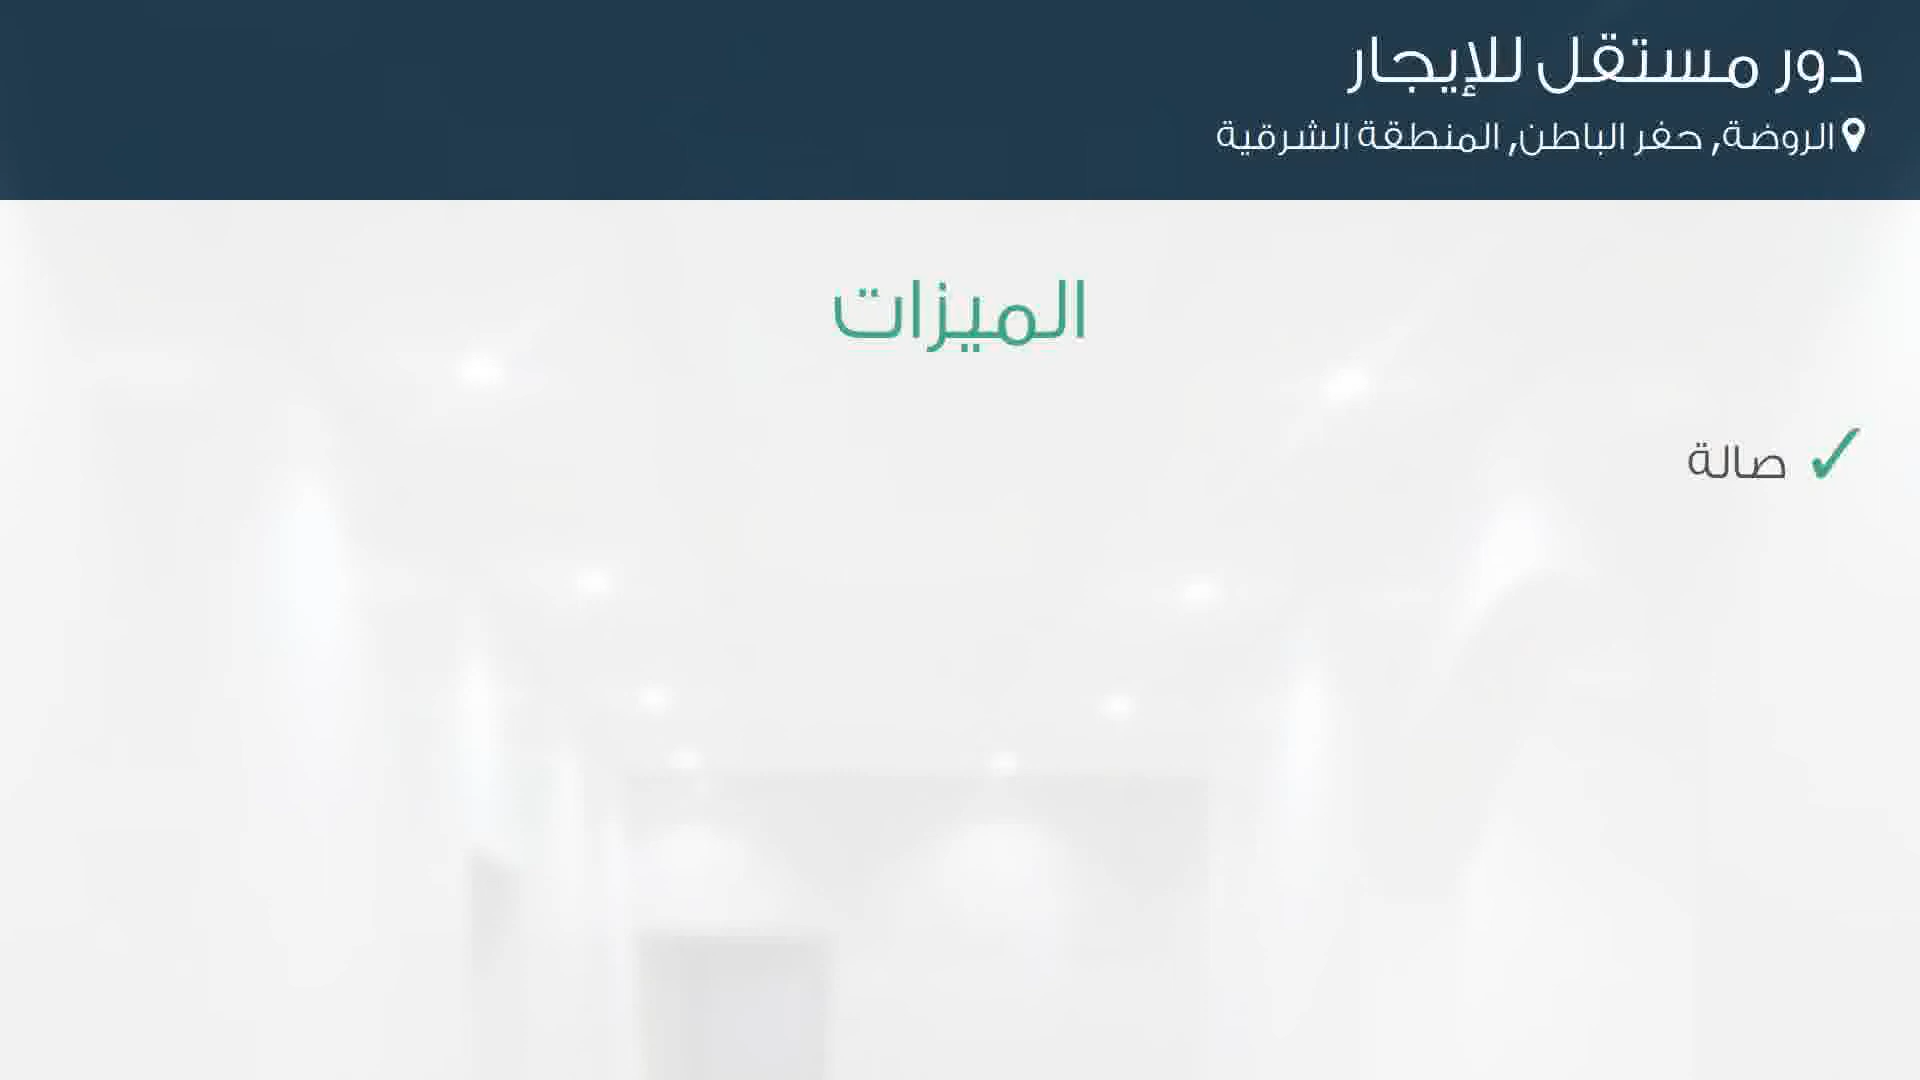 دور مستقل للإيجار
الروضة, حفر الباطن, المنطقة الشرقية
الميزات
صالة